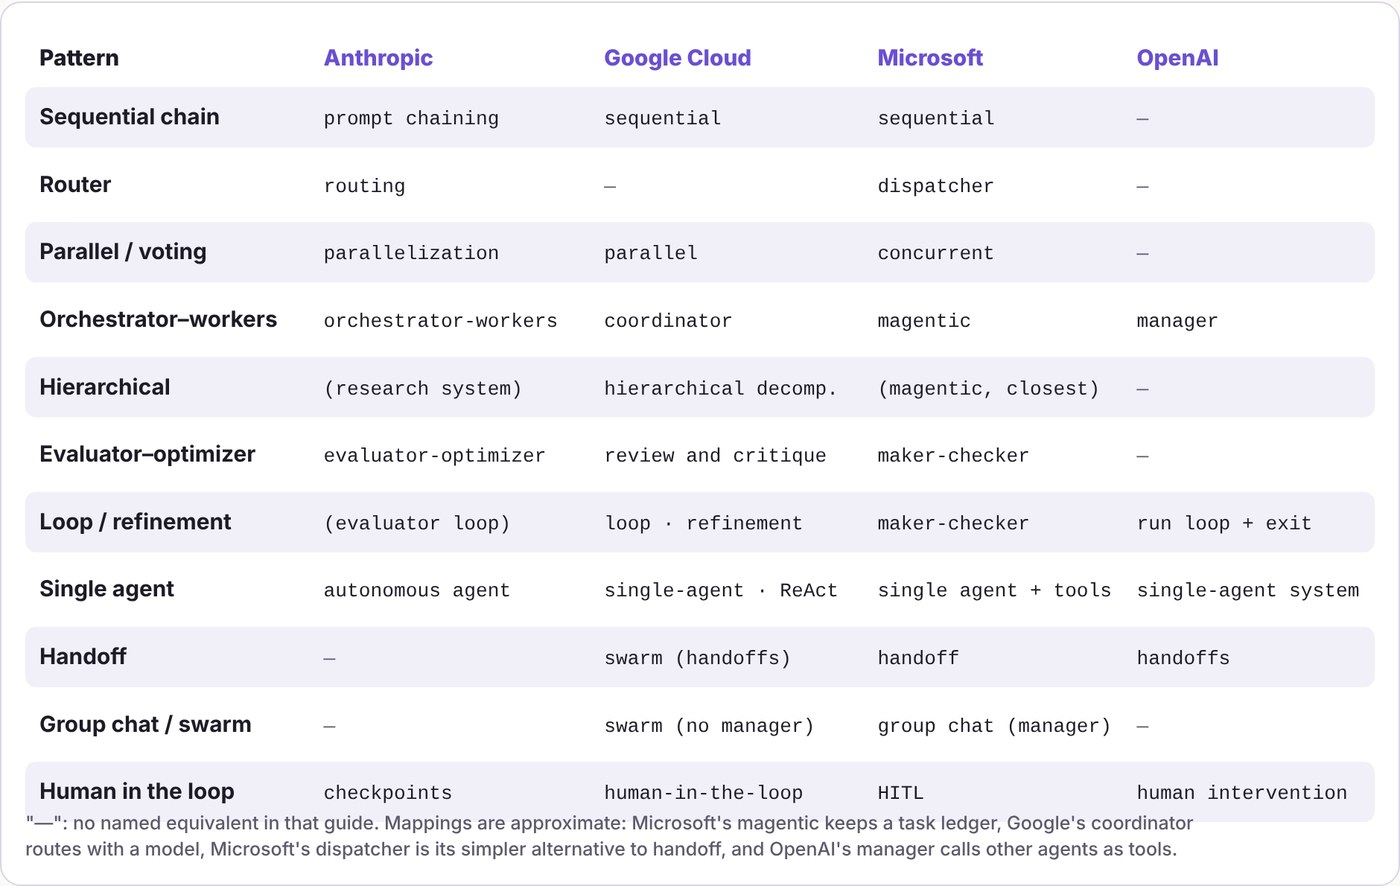 Pattern Anthropic Google Cloud Microsoft OpenAI
Sequential chain prompt chaining sequential sequential —
Router routing — dispatcher —
Parallel / voting parallelization parallel concurrent —
Orchestrator–workers orchestrator-workers coordinator magentic manager
Hierarchical (research system) hierarchical decomp. (magentic, closest) —
Evaluator–optimizer evaluator-optimizer review and critique maker-checker —
Loop / refinement (evaluator loop) loop · refinement maker-checker run loop + exit
Single agent autonomous agent single-agent · ReAct single agent + tools single-agent system
Handoff — swarm (handoffs) handoff handoffs
Group chat / swarm — swarm (no manager) group chat (manager) —
Human in the loop checkpoints human-in-the-loop HITL human intervention
"—": no named equivalent in that guide. Mappings are approximate: Microsoft's magentic keeps a task ledger, Google's coordinator
routes with a model, Microsoft's dispatcher is its simpler alternative to handoff, and OpenAI's manager calls other agents as tools.